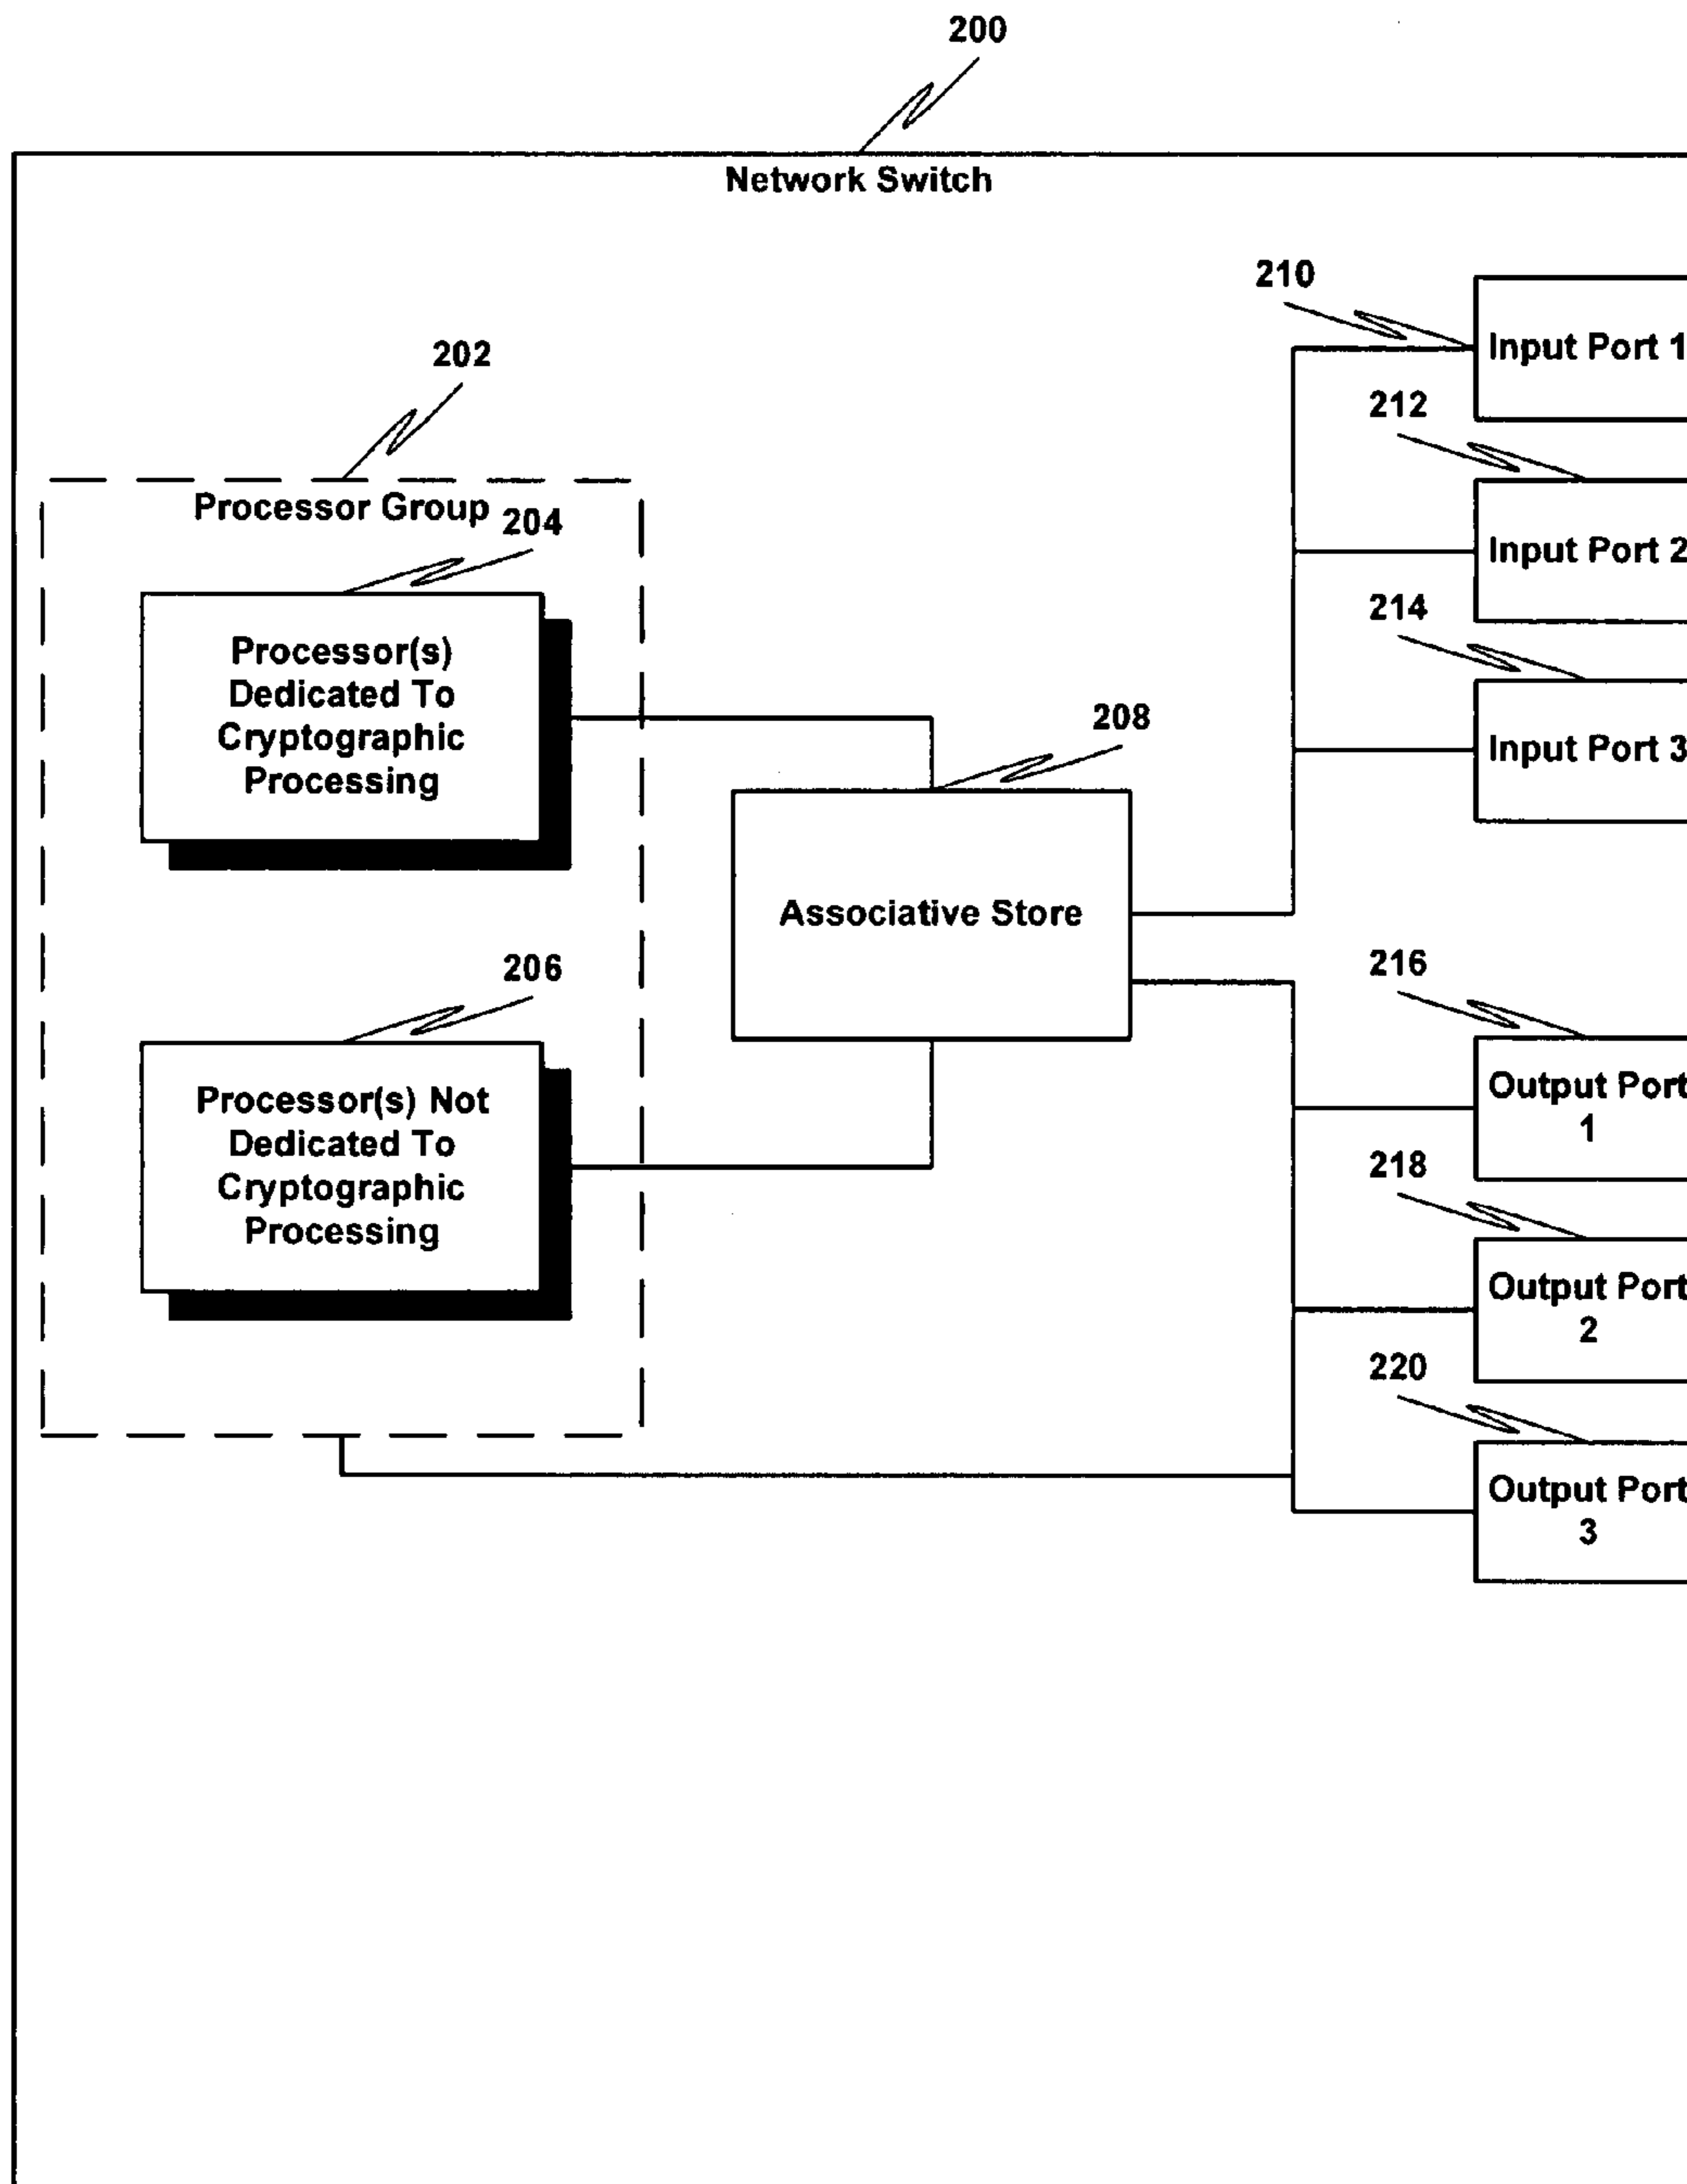 200
Network Switch
210
Input Port 1
202
212
Processor Group
204
Input Port 2
214
Processor(s)
Dedicated To
Cryptographic
Processing
208
Input Port 3
Associative Store
206
216
Processor(s) Not
Dedicated To
Cryptographic
Processing
Output Port
1
218
Output Port
2
220
Output Port
3